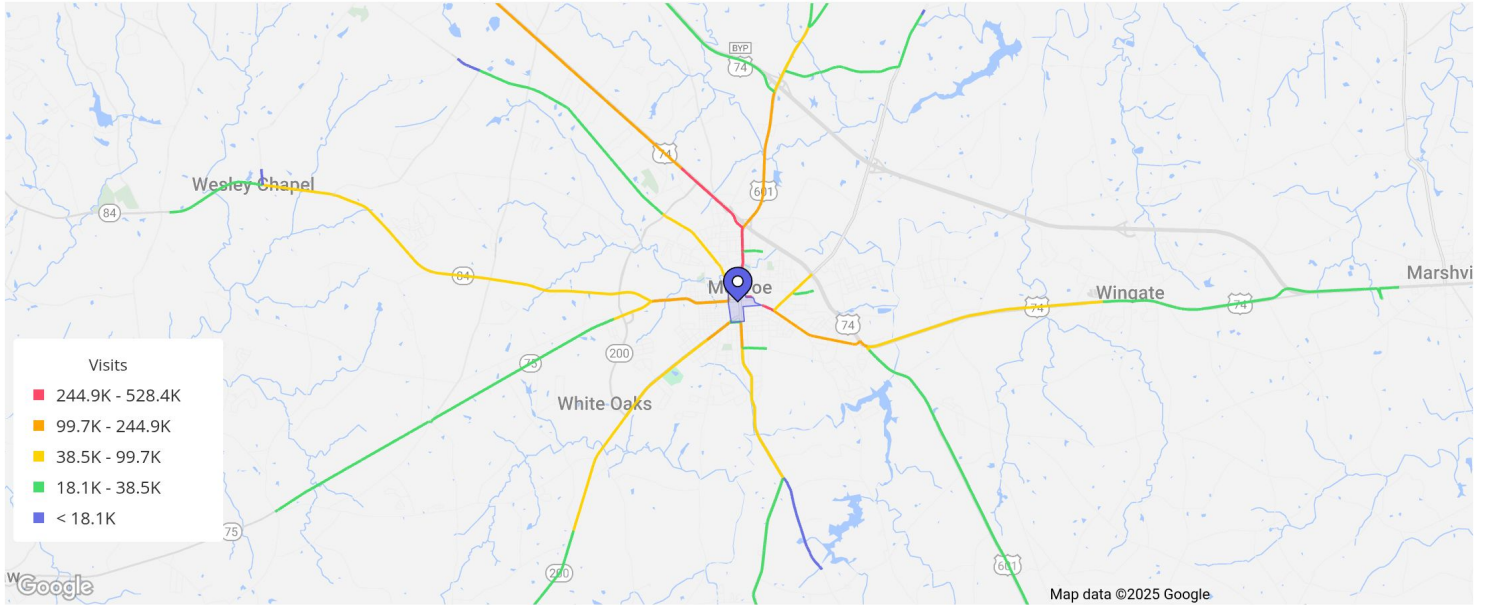 BYP
74
74
601
Wesley Chapel
84
84
Marshvi
M
oe
Wingate
74
74
74
200
75
White Oaks
Visits
244.9K - 528.4K
99.7K - 244.9K
38.5K - 99.7K
18.1K - 38.5K
< 18.1K
75
200
601
W
Google
Map data ©2025 Google